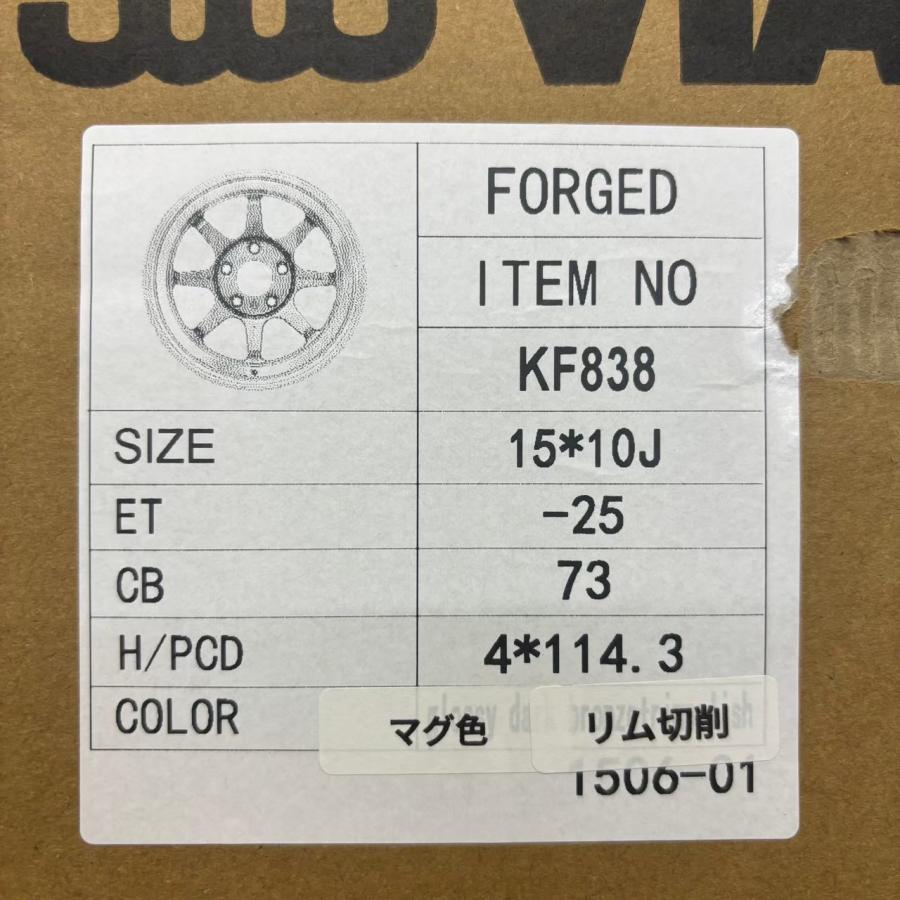 FORGED
ITEM NO
KF838
SIZE 15*10J
ET -25
CB 73
H/PCD 4*114.3
COLOR マグ色 リム切削
1506-01